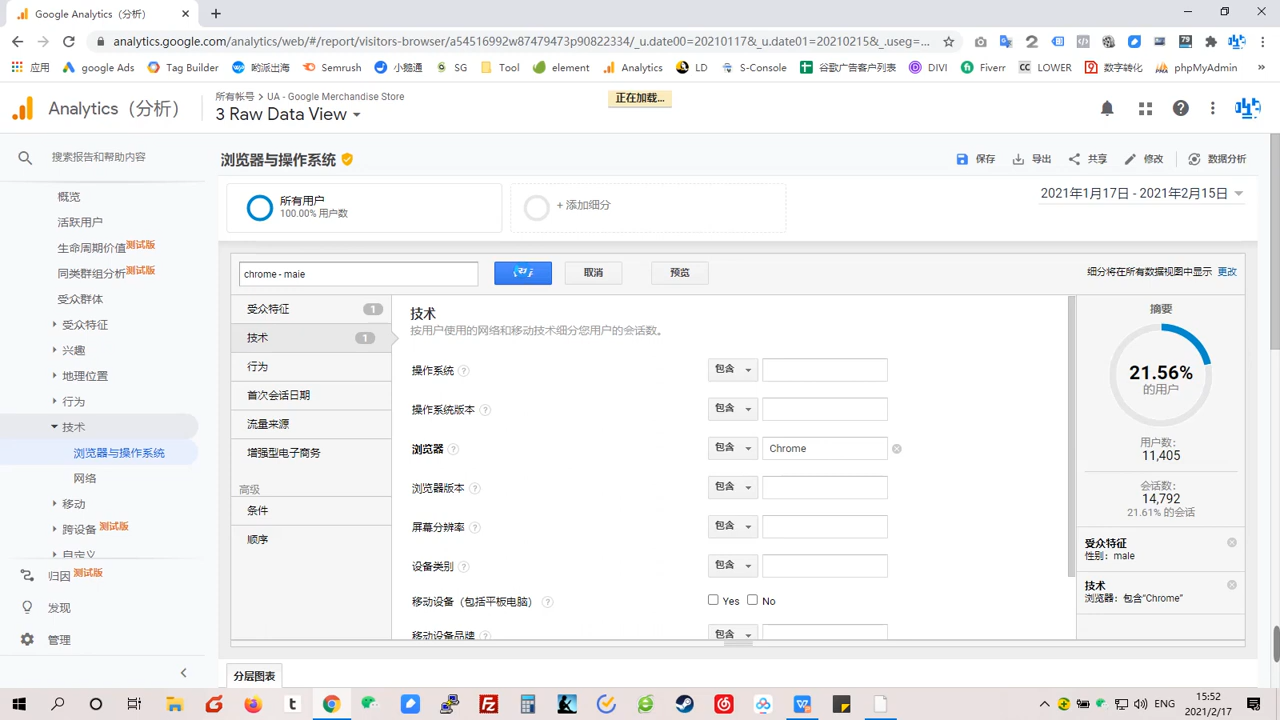 Google Analytics（分析）
analytics.google.com/analytics/web/#/report/visitors-browser/a54516992w87479473p90822334/_u.date00=20210117&_u.date01=20210215&_.useg=...
应用
google Ads
Tag Builder
晌派出海
Semrush
小鹅通
SG
Tool
element
Analytics
LD
S-Console
谷歌广告客户列表
DIVI
Fiverr
CC LOWER
数字转化
phpMyAdmin
»
Analytics（分析）
所有帐号 > UA - Google Merchandise Store
3 Raw Data View
正在加载...
搜索报告和帮助内容
浏览器与操作系统
保存
导出
共享
修改
数据分析
概览
活跃用户
生命周期价值测试版
同类群组分析测试版
受众群体
受众特征
兴趣
地理位置
行为
技术
浏览器与操作系统
网络
移动
跨设备 测试版
自定义
归因测试版
发现
管理
所有用户
100.00% 用户数
+ 添加细分
2021年1月17日 - 2021年2月15日
chrome - maie
取消
预览
细分将在所有数据视图中显示 更改
受众特征 1
技术 1
行为
首次会话日期
流量来源
增强型电子商务
高级
条件
顺序
技术
按用户使用的网络和移动技术细分您用户的会话数。
操作系统 ? 包含
操作系统版本 ? 包含
浏览器 ? 包含 Chrome
浏览器版本 ? 包含
屏幕分辨率 ? 包含
设备类别 ? 包含
移动设备（包括平板电脑） ? Yes No
移动设备品牌 ? 包含
摘要
21.56%
的用户
用户数：
11,405
会话数：
14,792
21.61% 的会话
受众特征
性别：male
技术
浏览器：包含"Chrome"
分层图表
ENG
15:52
2021/2/17